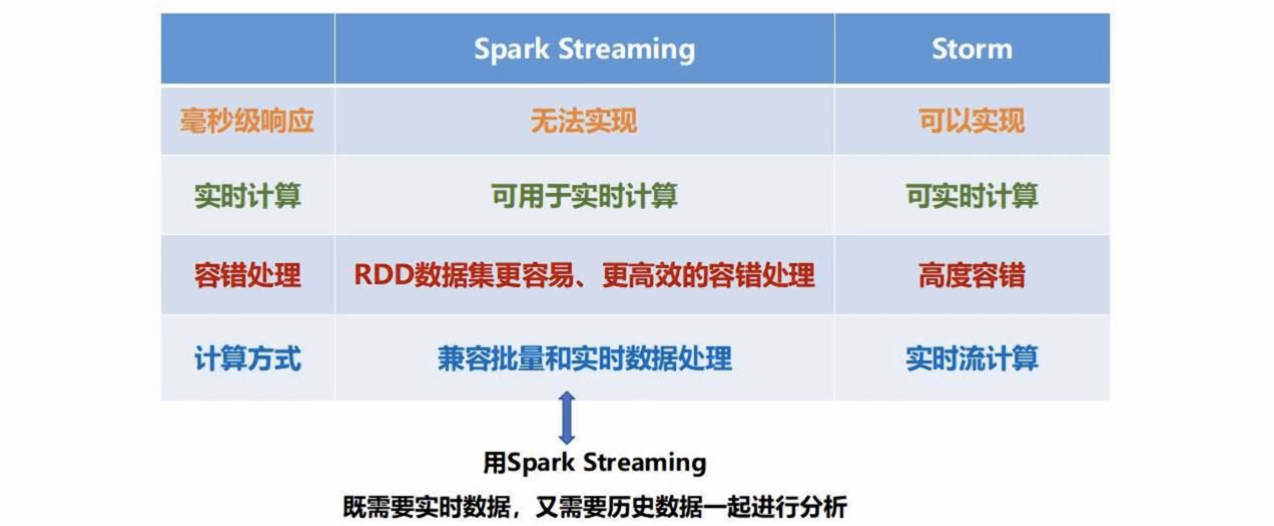 Spark Streaming Storm
毫秒级响应 无法实现 可以实现
实时计算 可用于实时计算 可实时计算
容错处理 RDD数据集更容易、更高效的容错处理 高度容错
计算方式 兼容批量和实时数据处理 实时流计算
用Spark Streaming
既需要实时数据，又需要历史数据一起进行分析